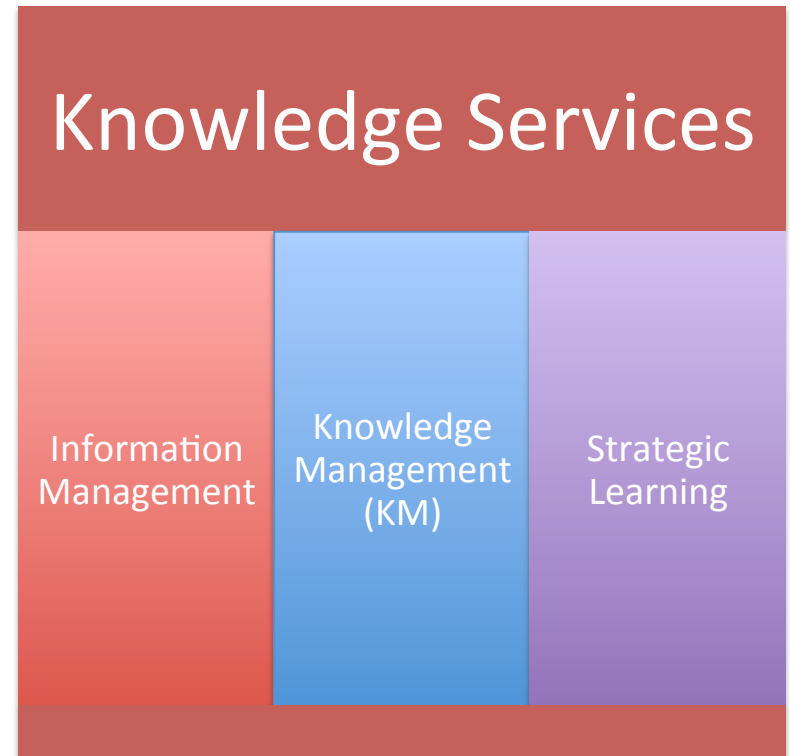 Knowledge Services
Information
Management
Knowledge
Management
(KM)
Strategic
Learning